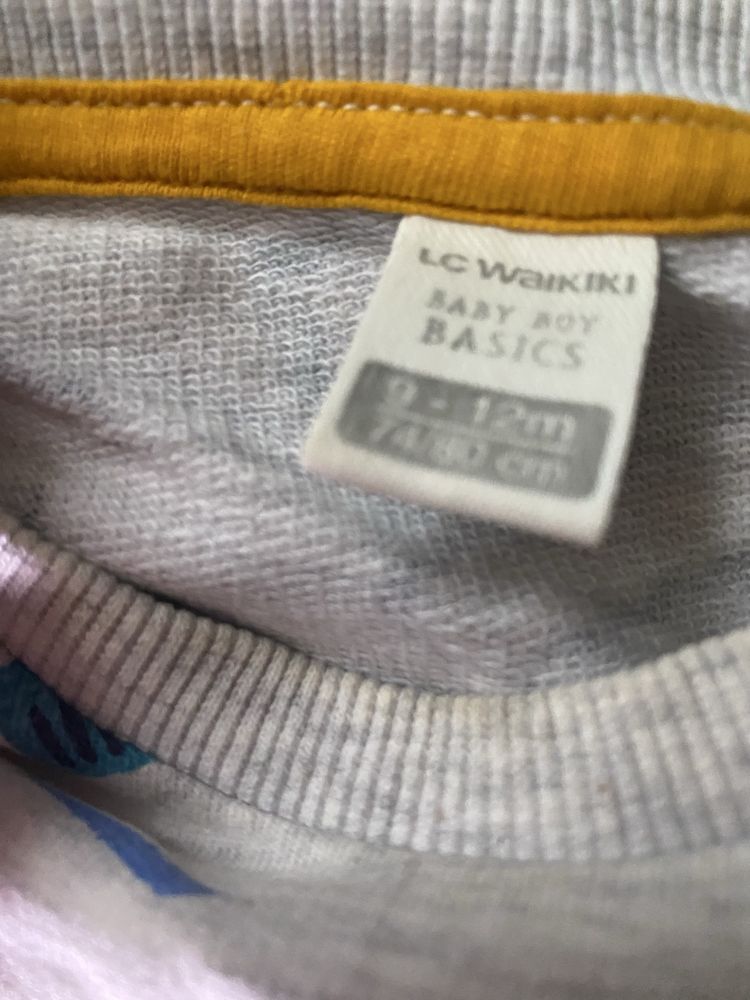 LC WAIKIKI
BABY BOY
BASICS
9 - 12m
74/80 cm